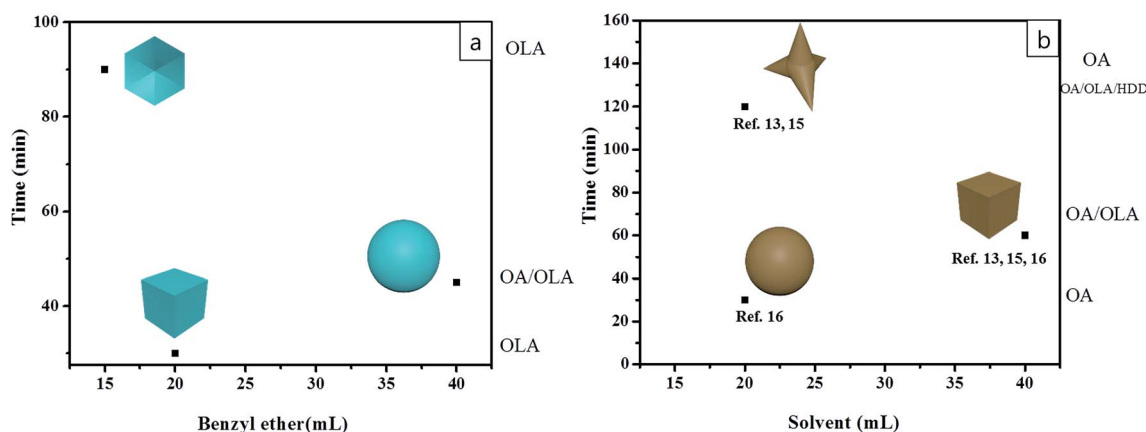 a
100
80
60
40
Time (min)
15
20
25
30
35
40
Benzyl ether(mL)
OLA
OA/OLA
OLA
b
160
140
120
100
80
60
40
20
0
Time (min)
15
20
25
30
35
40
Solvent (mL)
Ref. 13, 15
Ref. 13, 15, 16
Ref. 16
OA
OA/OLA/HDD
OA/OLA
OA